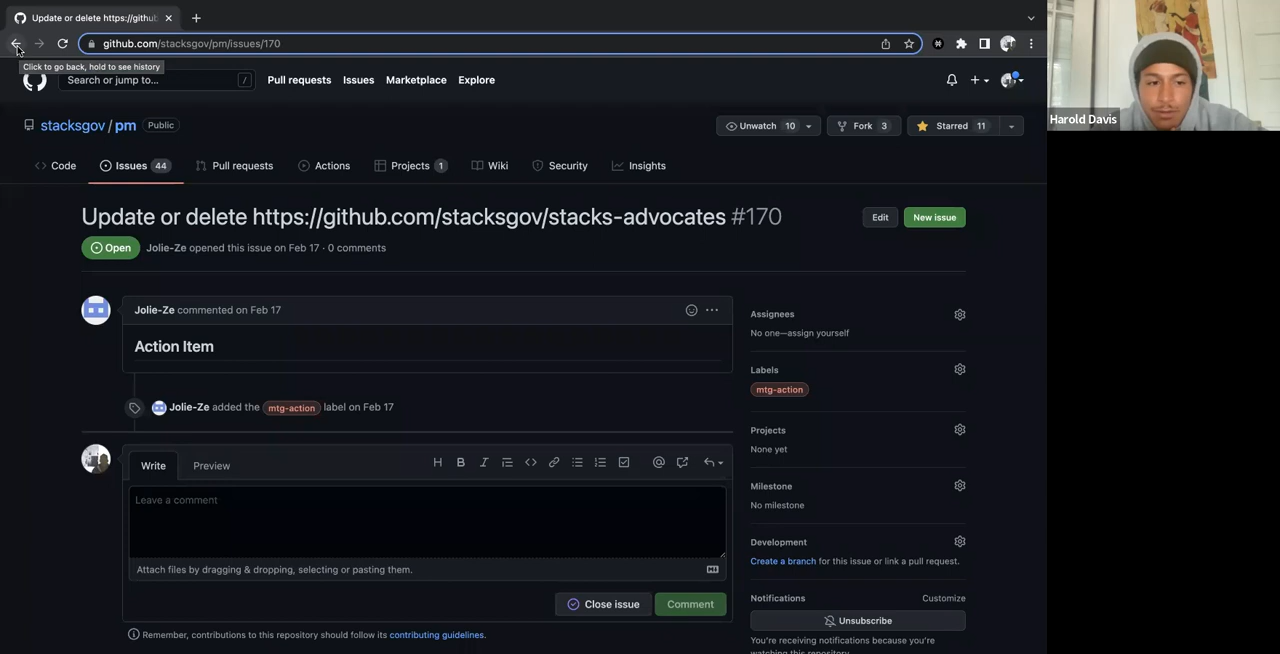 Update or delete https://githu
github.com/stacksgov/pm/issues/170
Click to go back, hold to see history
Search or jump to...
/
Pull requests
Issues
Marketplace
Explore
stacksgov / pm
Public
Unwatch 10
Fork 3
Starred 11
Code
Issues 44
Pull requests
Actions
Projects 1
Wiki
Security
Insights
Update or delete https://github.com/stacksgov/stacks-advocates #170
Edit
New issue
Open
Jolie-Ze opened this issue on Feb 17 · 0 comments
Jolie-Ze commented on Feb 17
Action Item
Jolie-Ze added the mtg-action label on Feb 17
Write
Preview
Leave a comment
Attach files by dragging & dropping, selecting or pasting them.
Close issue
Comment
Remember, contributions to this repository should follow its contributing guidelines.
Assignees
No one—assign yourself
Labels
mtg-action
Projects
None yet
Milestone
No milestone
Development
Create a branch for this issue or link a pull request.
Notifications
Customize
Unsubscribe
You're receiving notifications because you're
watching this repository.
Harold Davis